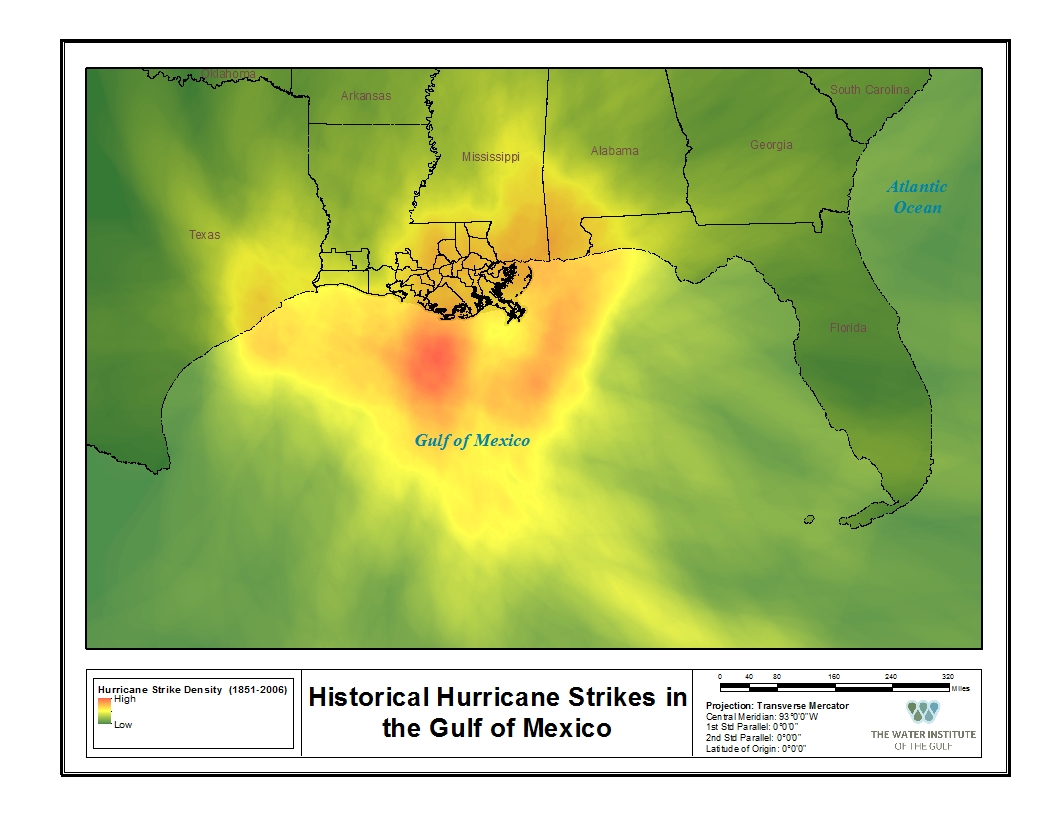 Oklahoma
Arkansas
South Carolina
Mississippi
Alabama
Georgia
Atlantic
Ocean
Texas
Florida
Gulf of Mexico
Hurricane Strike Density (1851-2006)
High
Low
Historical Hurricane Strikes in
the Gulf of Mexico
0 40 80 160 240 320
Miles
Projection: Transverse Mercator
Central Meridian: 93°0'0"W
1st Std Parallel: 0°0'0"
2nd Std Parallel: 0°0'0"
Latitude of Origin: 0°0'0"
THE WATER INSTITUTE
OF THE GULF